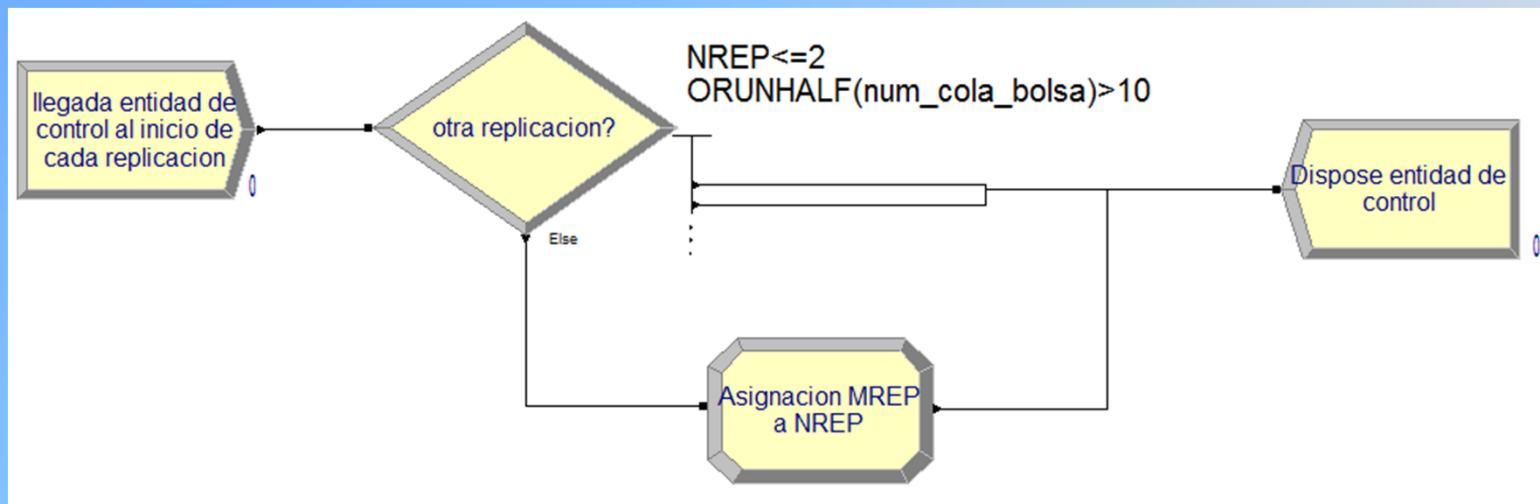 llegada entidad de
control al inicio de
cada replicacion
0
otra replicacion?
NREP<=2
ORUNHALF(num_cola_bolsa)>10
Else
Asignacion MREP
a NREP
Dispose entidad de
control
0